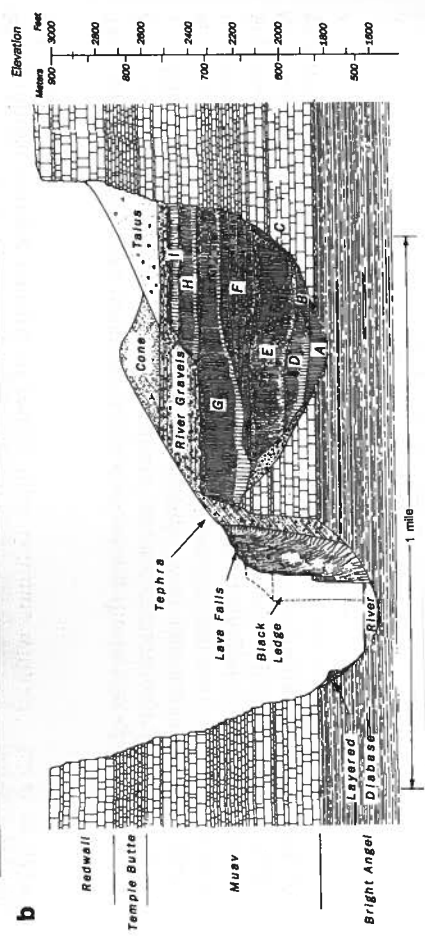 b
Elevation
Meters Feet
900 3000
2800
800 2600
2400
700
2200
600 2000
1800
500 1600
Redwall
Temple Butte
Muav
Bright Angel
Talus
Cone
River Gravels
Tephra
Lava Falls
Black
Ledge
River
Layered
Diabase
I
H
G
F
E
D
C
B
A
1 mile